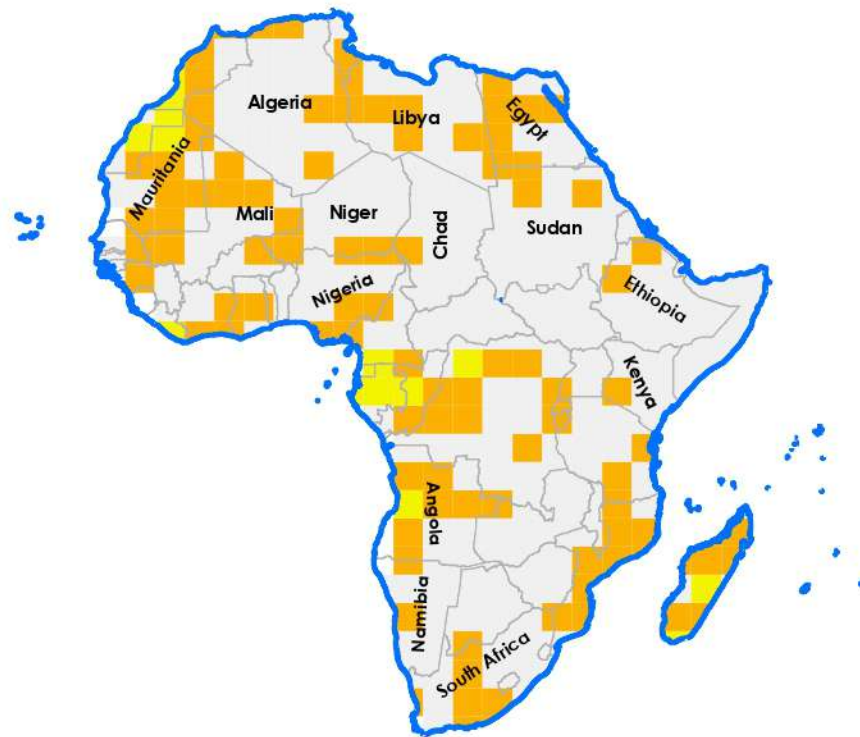 Algeria
Libya
Egypt
Mauritania
Mali
Niger
Chad
Sudan
Nigeria
Ethiopia
Kenya
Angola
Namibia
South Africa